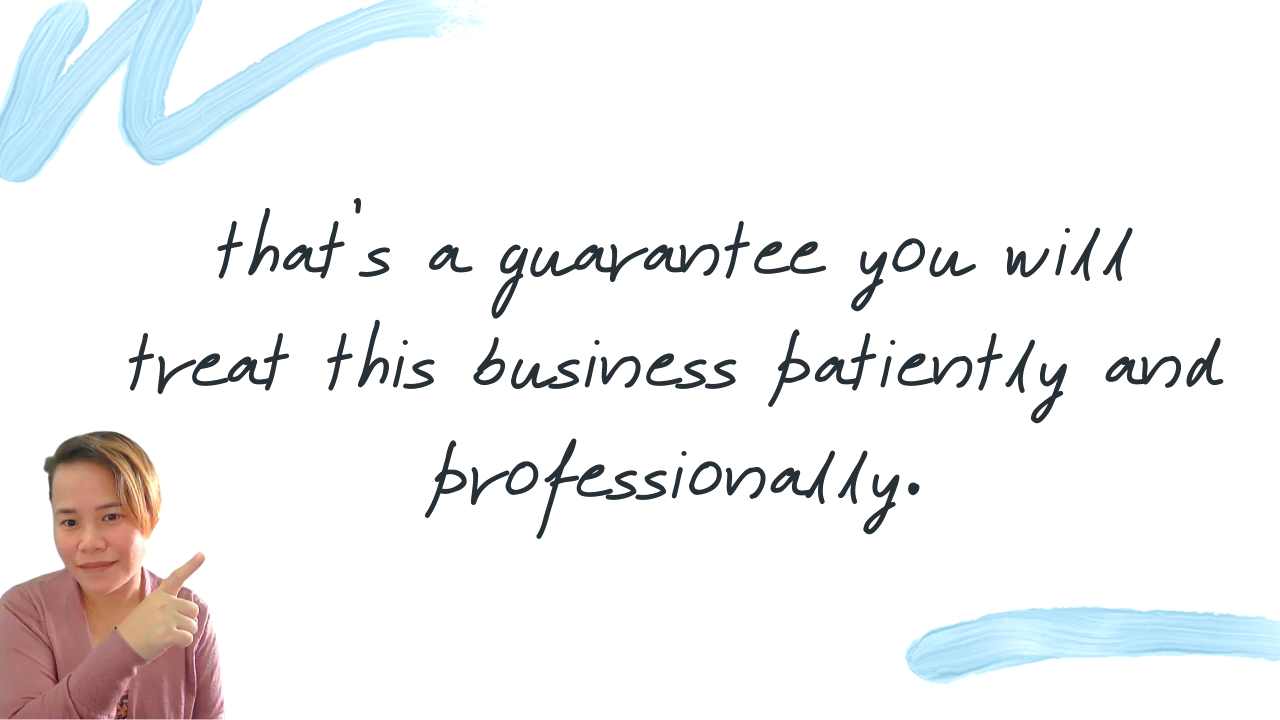 that's a guarantee you will
treat this business patiently and
professionally.